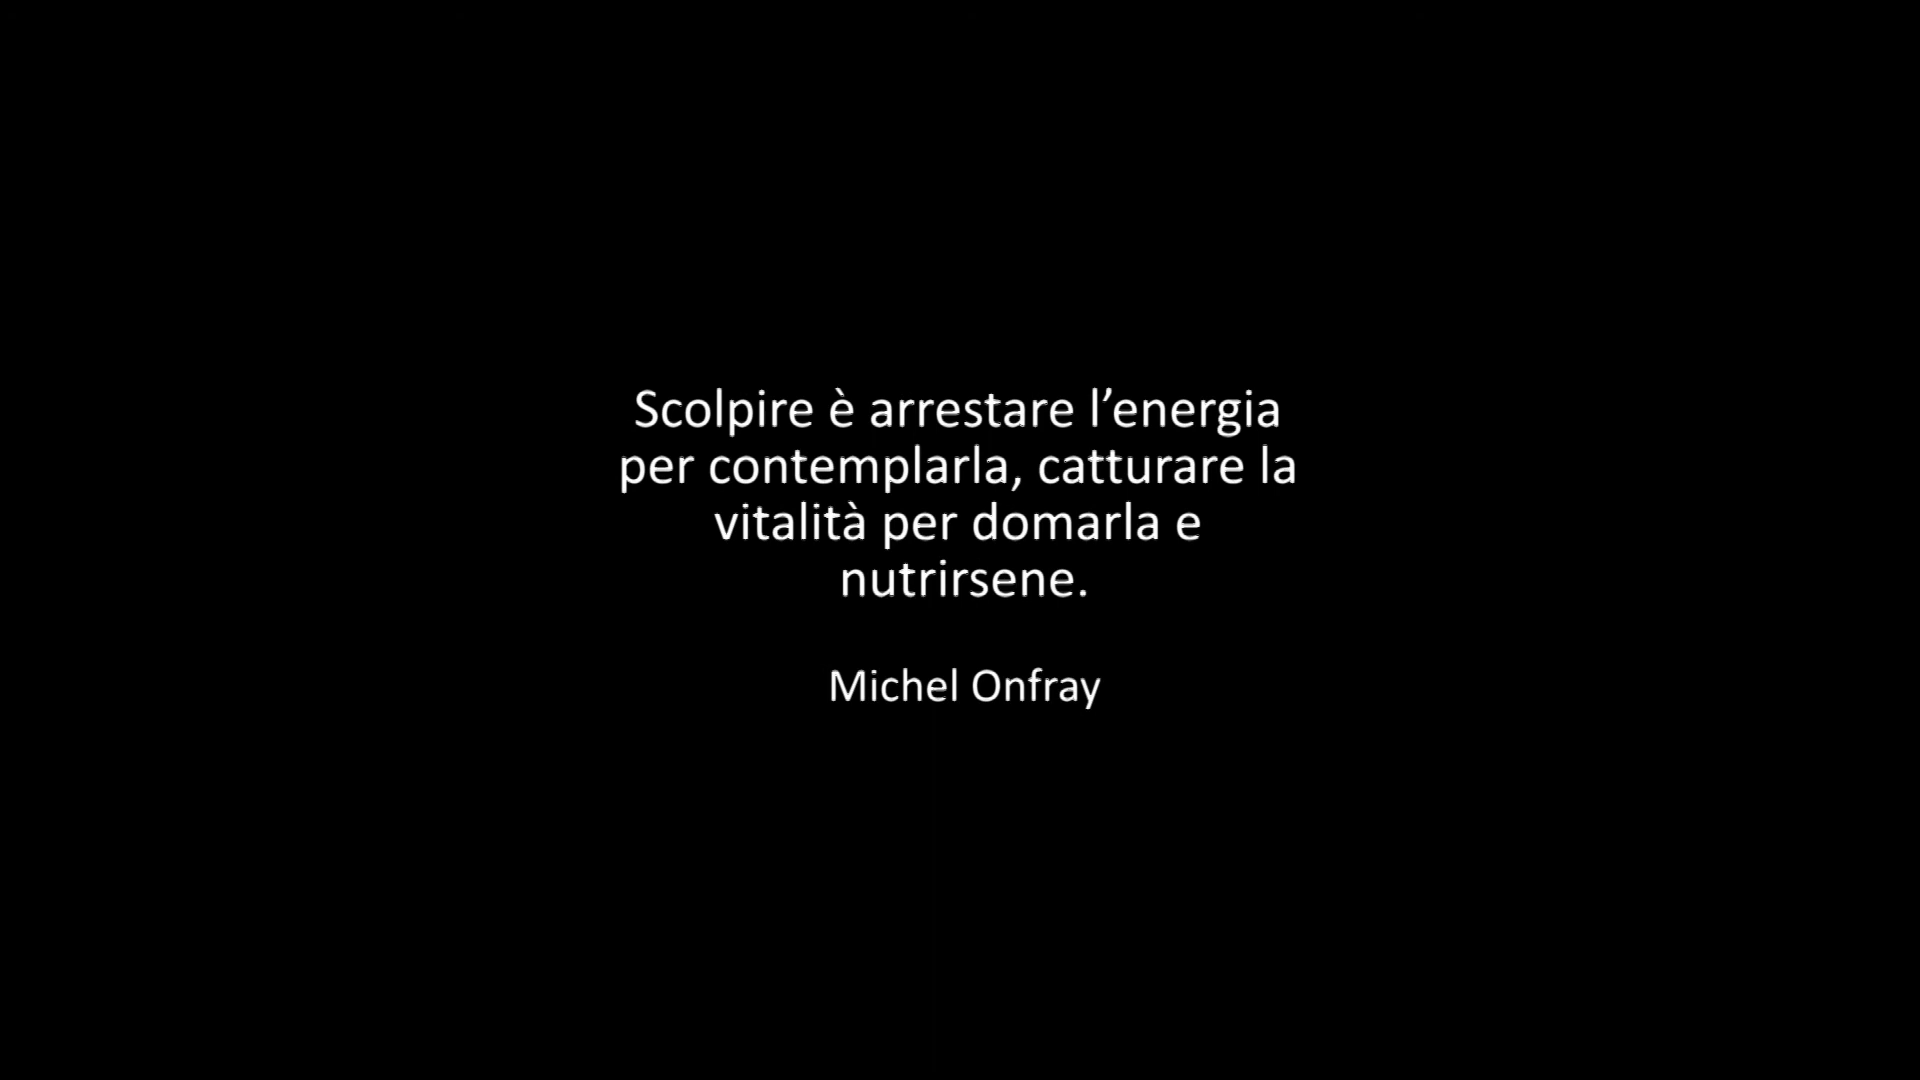 Scolpire è arrestare l’energia
per contemplarla, catturare la
vitalità per domarla e
nutrirsene.
Michel Onfray